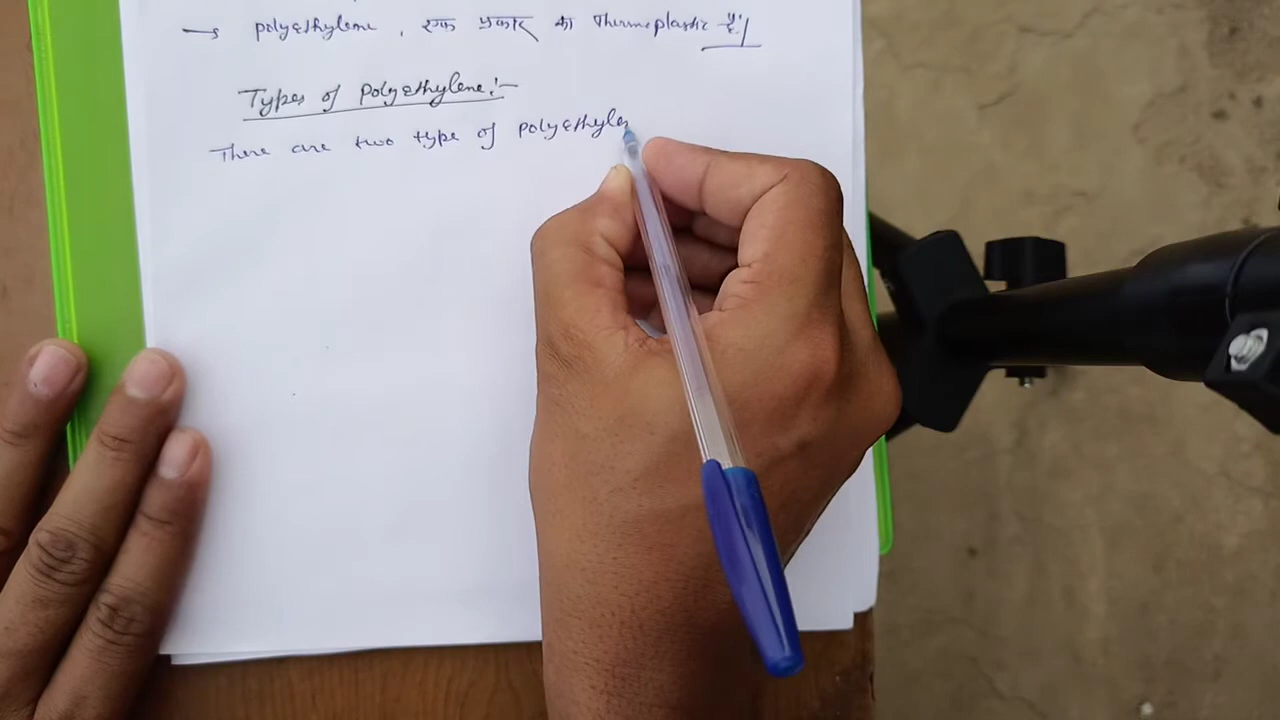 → polyethylene , एक प्रकार का Thermoplastic है।
Types of Polyethylene:-
There are two type of polyethyle